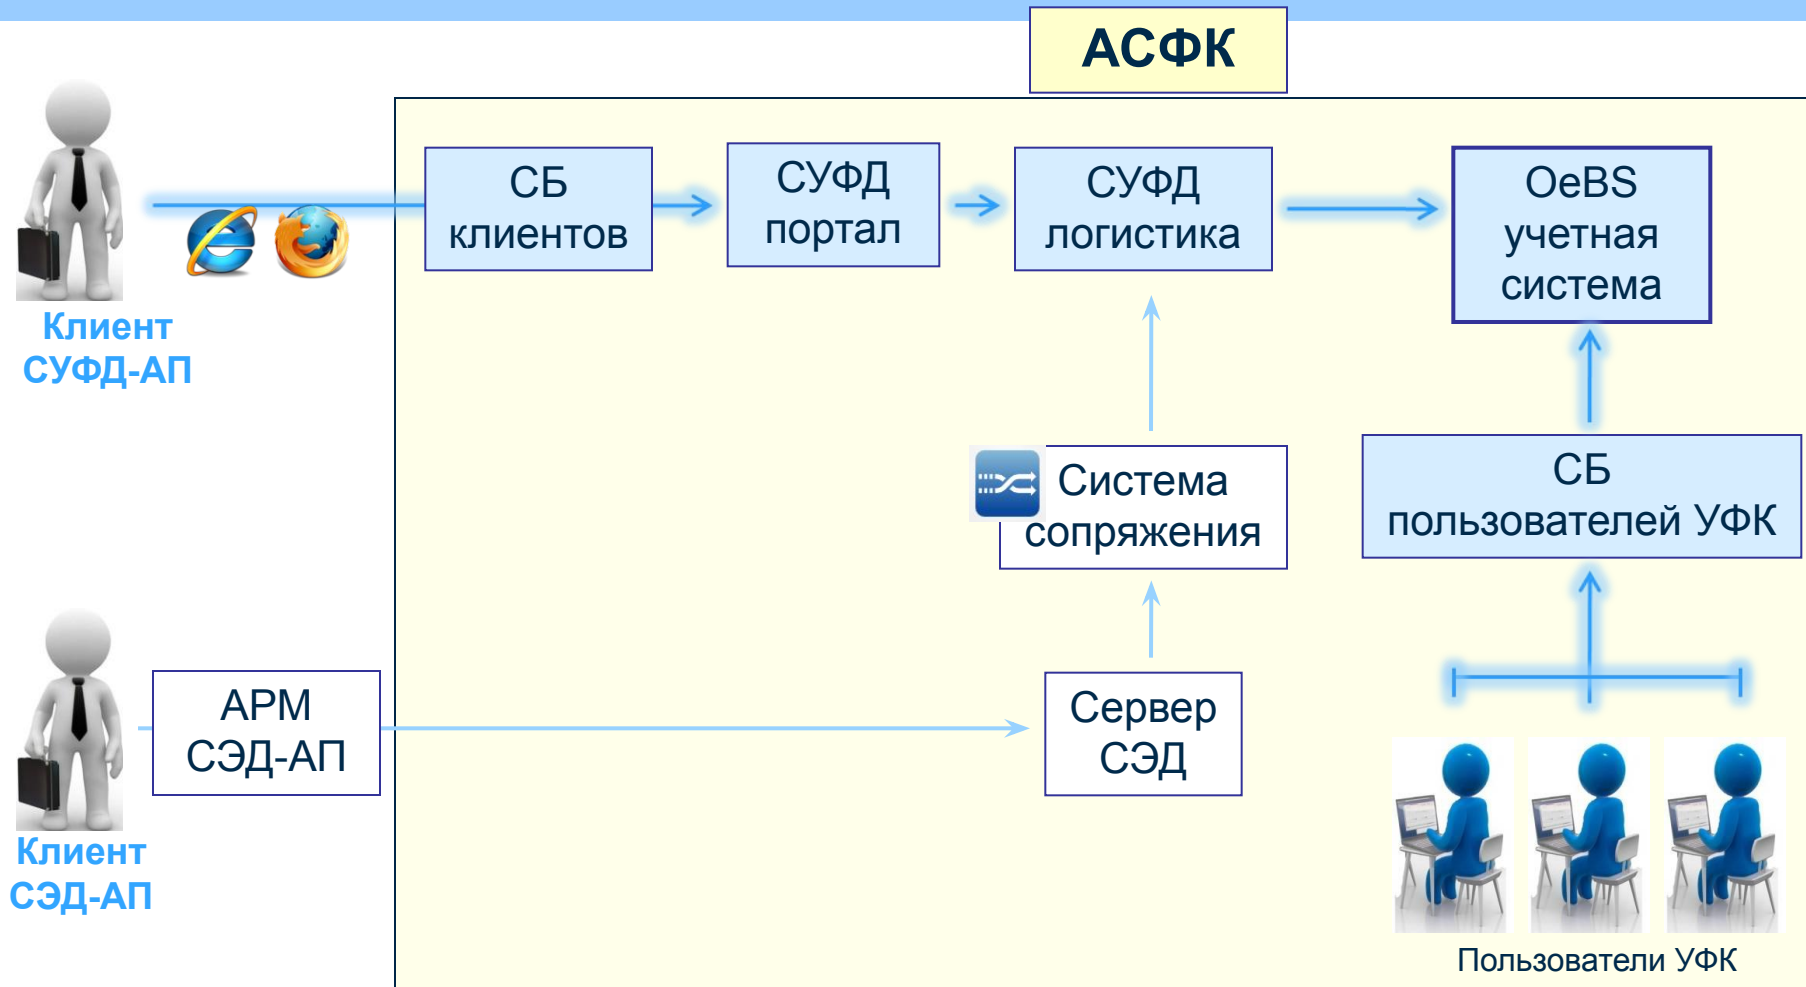 АСФК
СБ
клиентов
СУФД
портал
СУФД
логистика
OeBS
учетная
система
Клиент
СУФД-АП
Система
сопряжения
СБ
пользователей УФК
АРМ
СЭД-АП
Сервер
СЭД
Клиент
СЭД-АП
Пользователи УФК